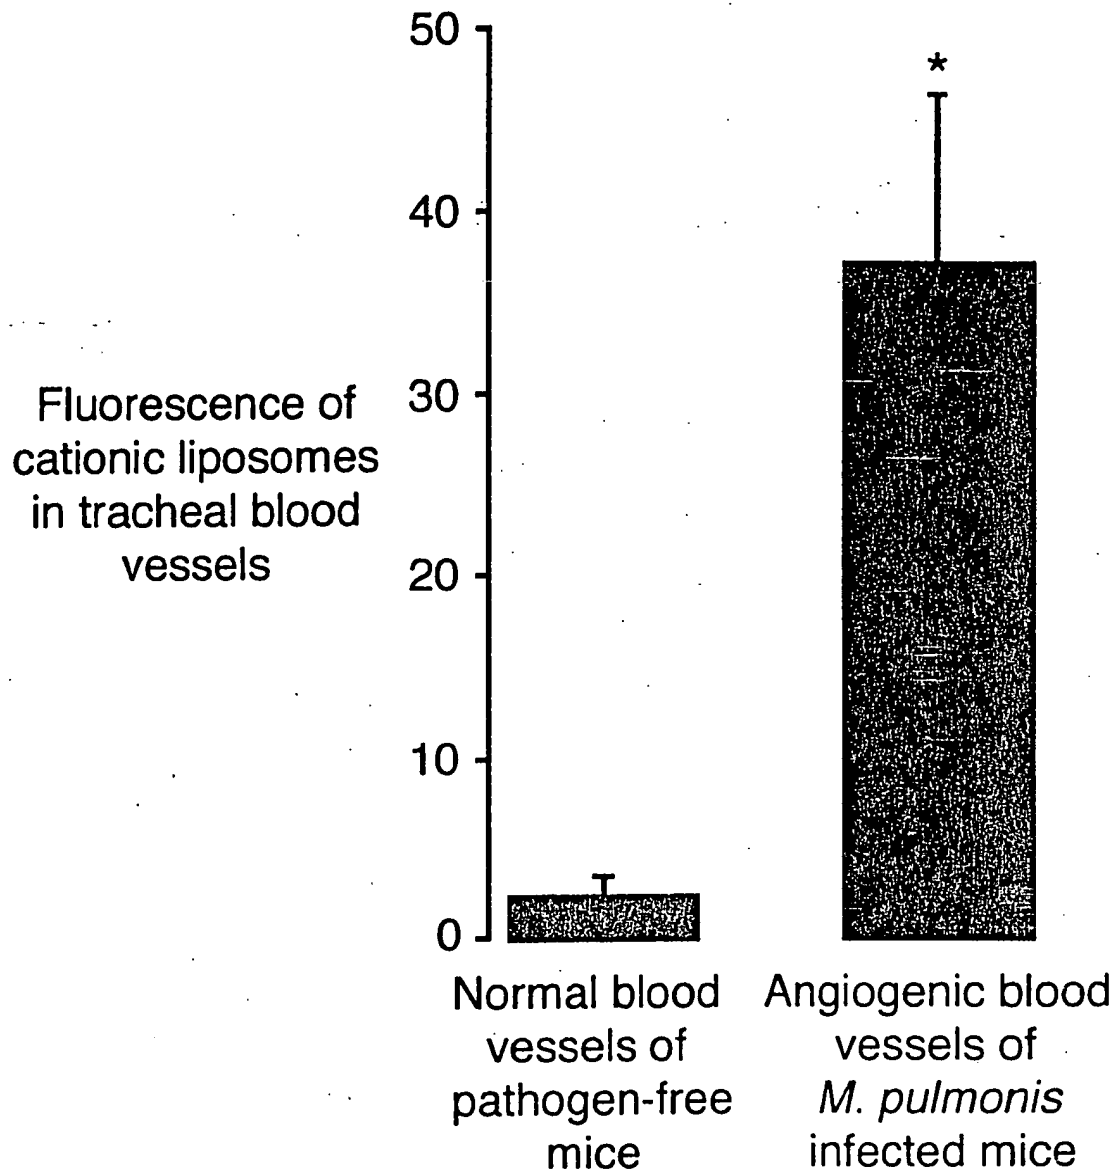 50
*
40
30
20
10
0
Fluorescence of
cationic liposomes
in tracheal blood
vessels
Normal blood
vessels of
pathogen-free
mice
Angiogenic blood
vessels of
M. pulmonis
infected mice